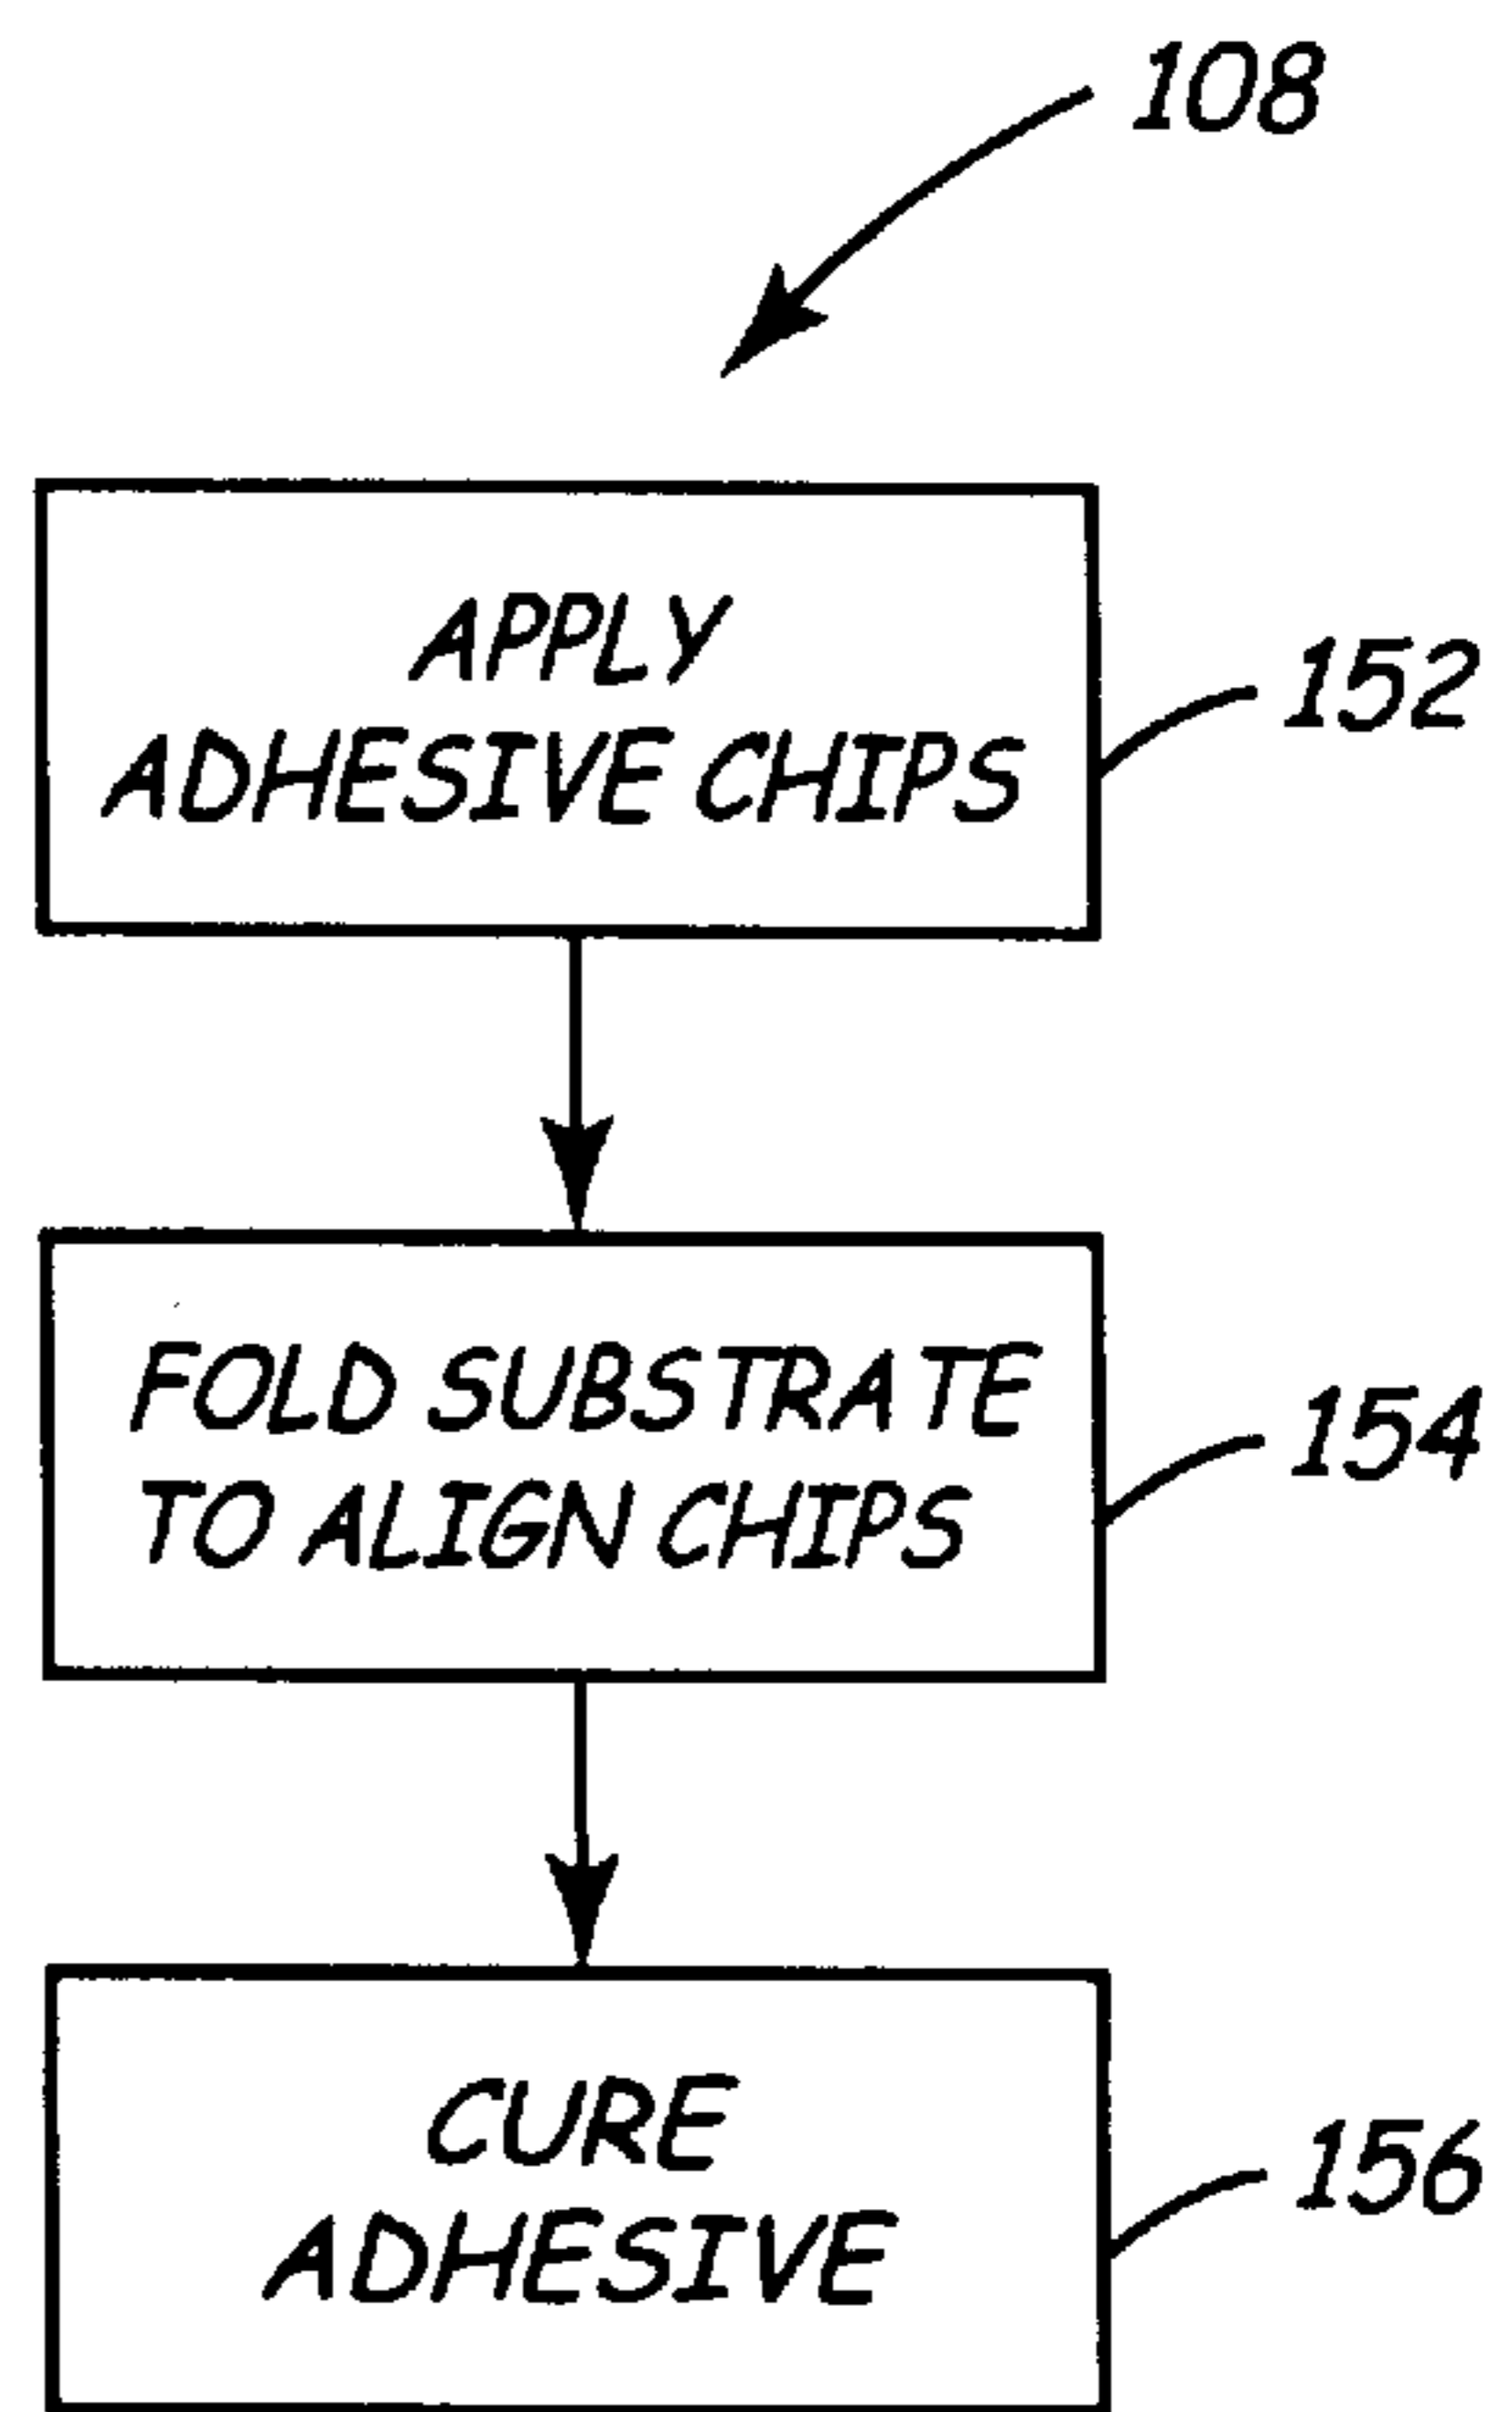 108
APPLY
ADHESIVE CHIPS
152
FOLD SUBSTRATE
TO ALIGN CHIPS
154
CURE
ADHESIVE
156